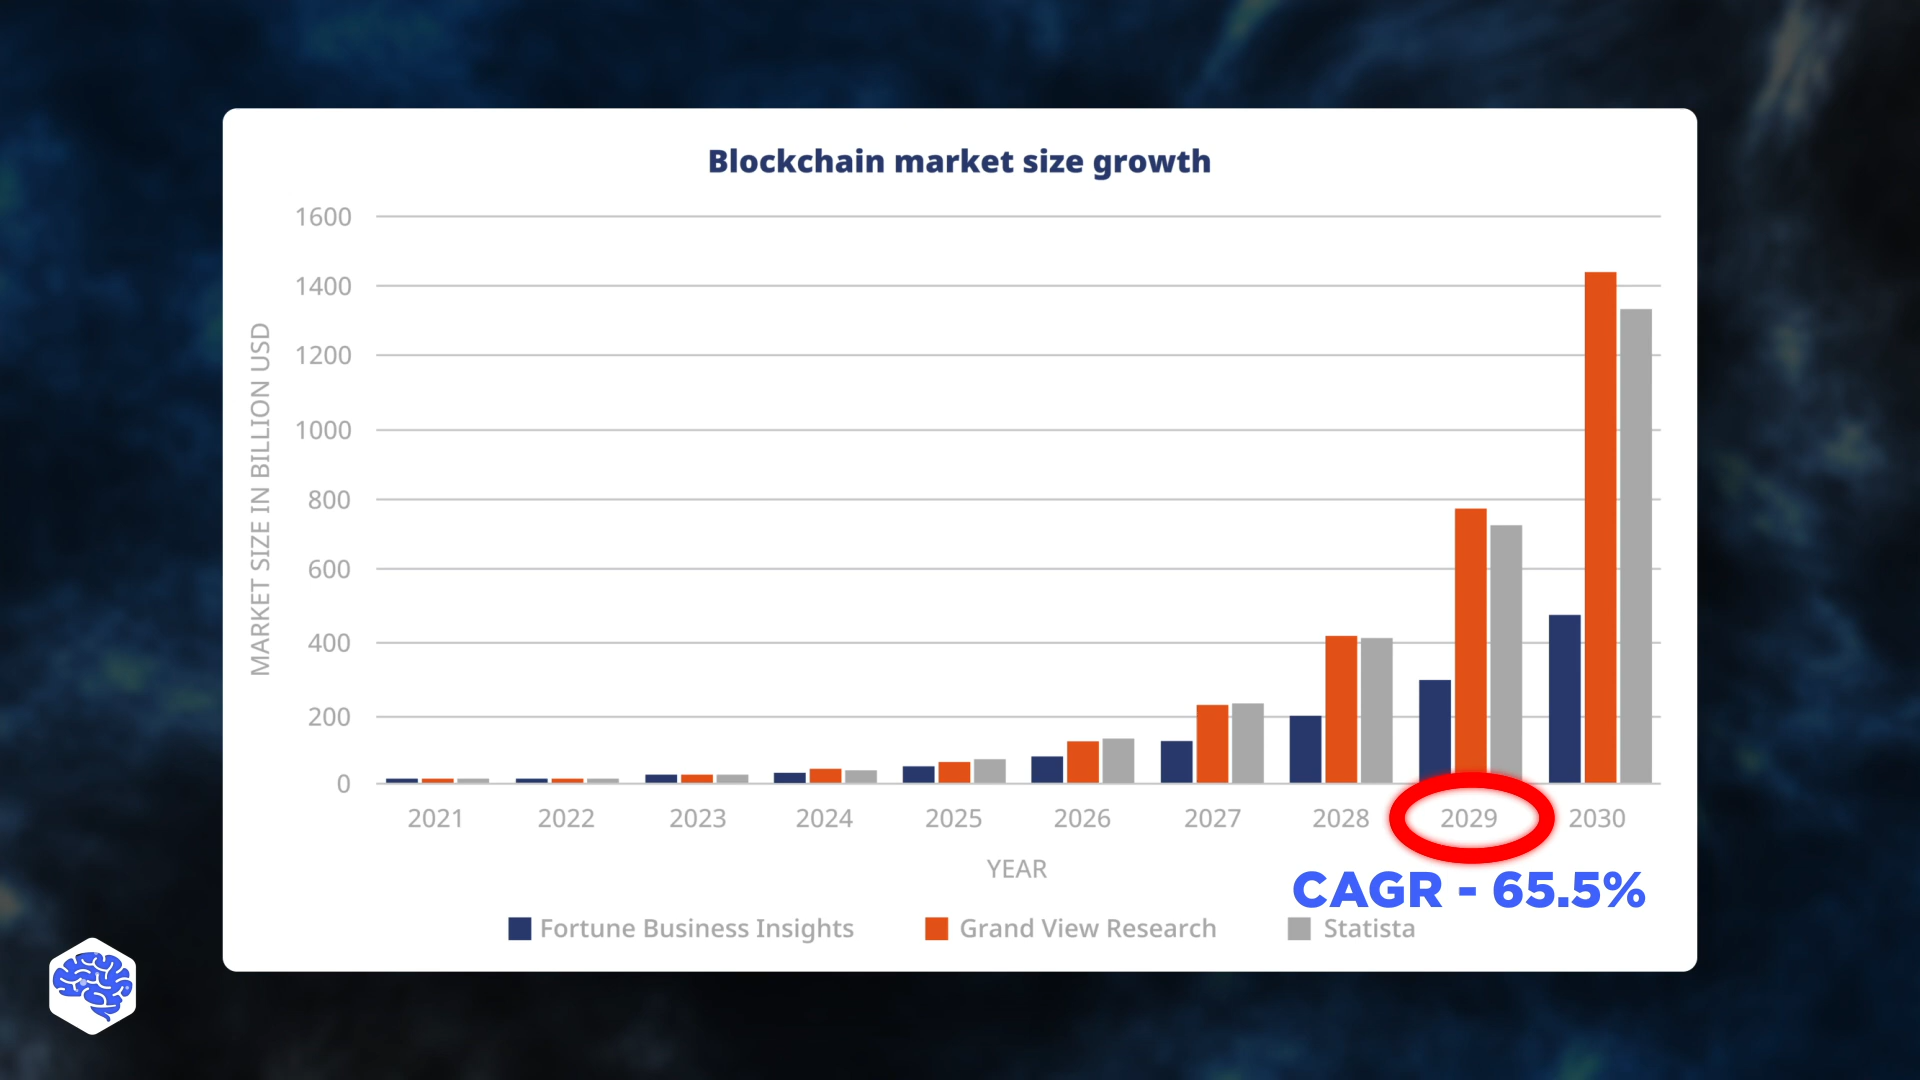 Blockchain market size growth
MARKET SIZE IN BILLION USD
1600
1400
1200
1000
800
600
400
200
0
2021 2022 2023 2024 2025 2026 2027 2028 2029 2030
YEAR
CAGR - 65.5%
Fortune Business Insights Grand View Research Statista